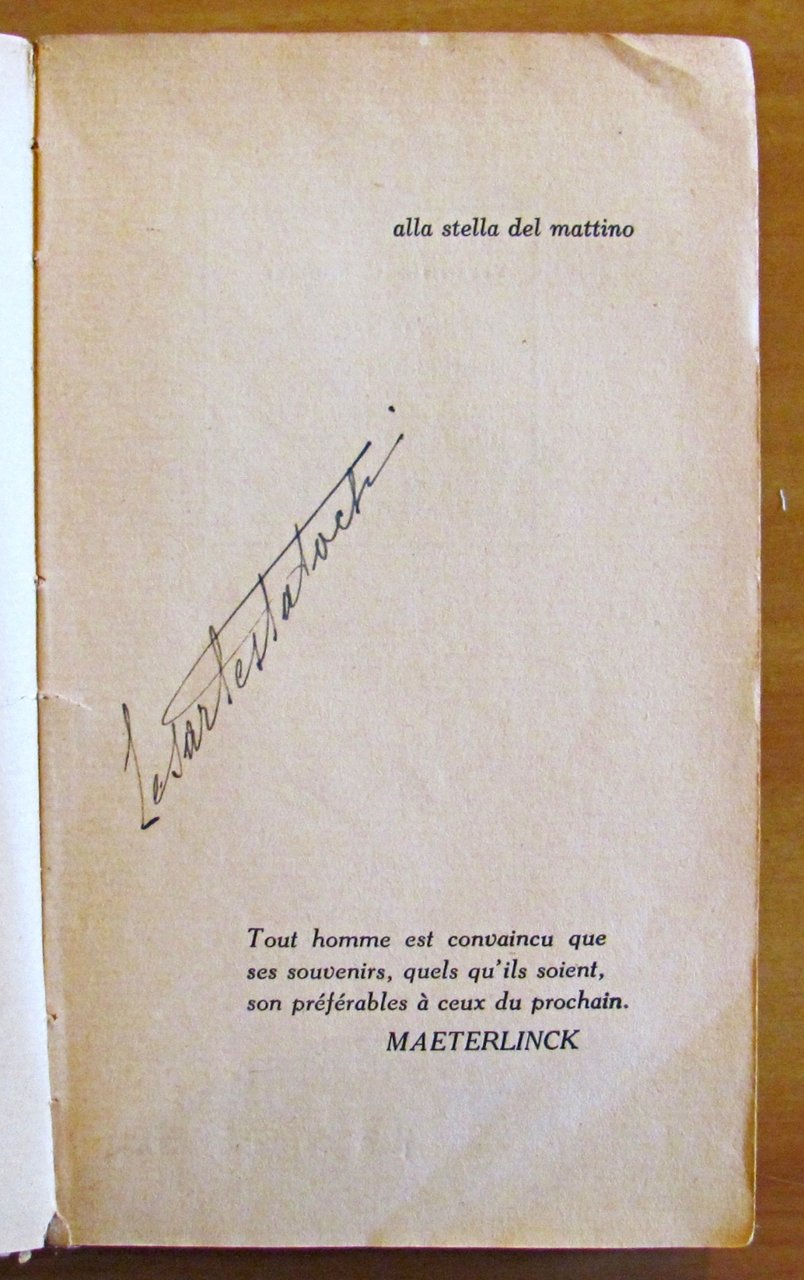 alla stella del mattino
Tout homme est convaincu que
ses souvenirs, quels qu'ils soient,
son préférables à ceux du prochain.
MAETERLINCK